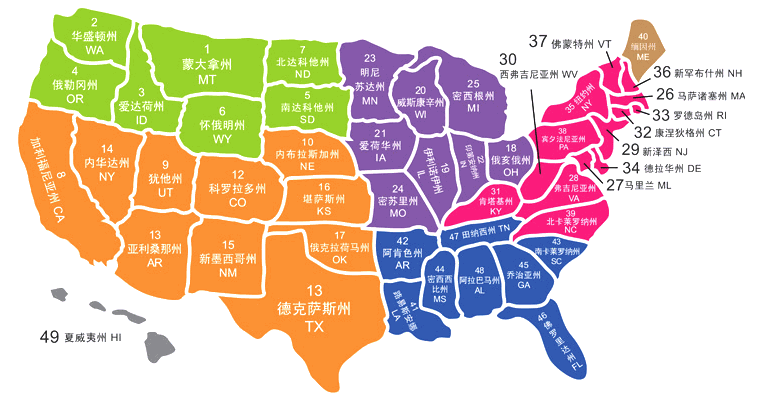 2
华盛顿州
WA
4
俄勒冈州
OR
3
爱达荷州
ID
1
蒙大拿州
MT
6
怀俄明州
WY
7
北达科他州
ND
5
南达科他州
SD
8
加利福尼亚州 CA
14
内华达州
NY
9
犹他州
UT
12
科罗拉多州
CO
10
内布拉斯加州
NE
16
堪萨斯州
KS
13
亚利桑那州
AR
15
新墨西哥州
NM
17
俄克拉荷马州
OK
13
德克萨斯州
TX
23
明尼
苏达州
MN
20
威斯康辛州
WI
25
密西根州
MI
21
爱荷华州
IA
19
伊利诺伊州
IL
22
IN
18
俄亥俄州
OH
24
密苏里州
MO
31
肯塔基州
KY
30
西弗吉尼亚州 WV
37 佛蒙特州 VT
40
缅因州
ME
36 新罕布什州 NH
26 马萨诸塞州 MA
33 罗德岛州 RI
32 康涅狄格州 CT
29 新泽西 NJ
34 德拉华州 DE
27马里兰 ML
35 纽约州
NY
38
宾夕法尼亚州
PA
28
弗吉尼亚州
VA
39
北卡莱罗纳州
NC
47 田纳西州 TN
43
南卡莱罗纳州
SC
42
阿肯色州
AR
44
密西西
比州
MS
48
阿拉巴马州
AL
45
乔治亚州
GA
41
LA
46
佛罗里达州
FL
49 夏威夷州 HI